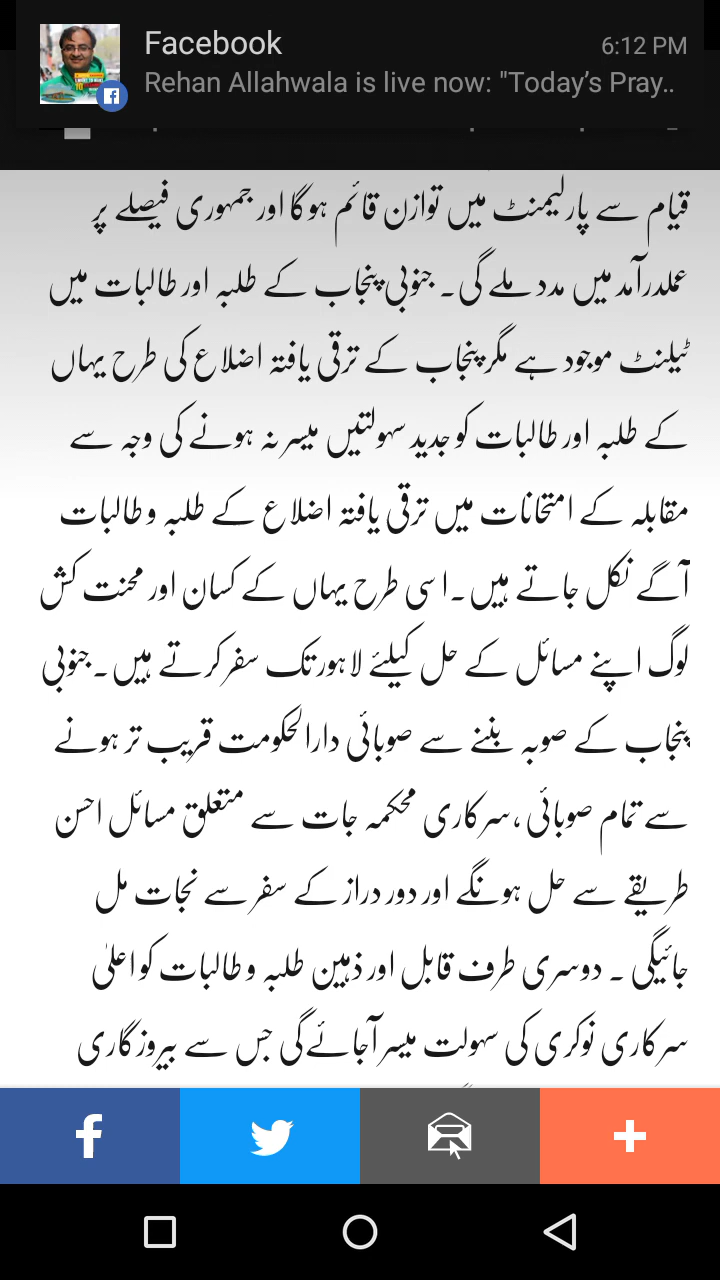 Facebook
6:12 PM
Rehan Allahwala is live now: "Today’s Pray..
قیام سے پارلیمنٹ میں توازن قائم ہوگا اور جمہوری فیصلے پر
عملدرآمد میں مدد ملے گی۔ جنوبی پنجاب کے طلبہ اور طالبات میں
ٹیلنٹ موجود ہے مگر پنجاب کے ترقی یافتہ اضلاع کی طرح یہاں
کے طلبہ اور طالبات کو جدید سہولتیں میسر نہ ہونے کی وجہ سے
مقابلہ کے امتحانات میں ترقی یافتہ اضلاع کے طلبہ و طالبات
آگے نکل جاتے ہیں۔اسی طرح یہاں کے کسان اور محنت کش
لوگ اپنے مسائل کے حل کیلئے لاہور تک سفر کرتے ہیں۔جنوبی
پنجاب کے صوبہ بننے سے صوبائی دارالحکومت قریب تر ہونے
سے تمام صوبائی ،سرکاری محکمہ جات سے متعلق مسائل احسن
طریقے سے حل ہونگے اور دور دراز کے سفر سے نجات مل
جائیگی ۔ دوسری طرف قابل اور ذہین طلبہ و طالبات کو اعلیٰ
سرکاری نوکری کی سہولت میسر آجائے گی جس سے بیروزگاری